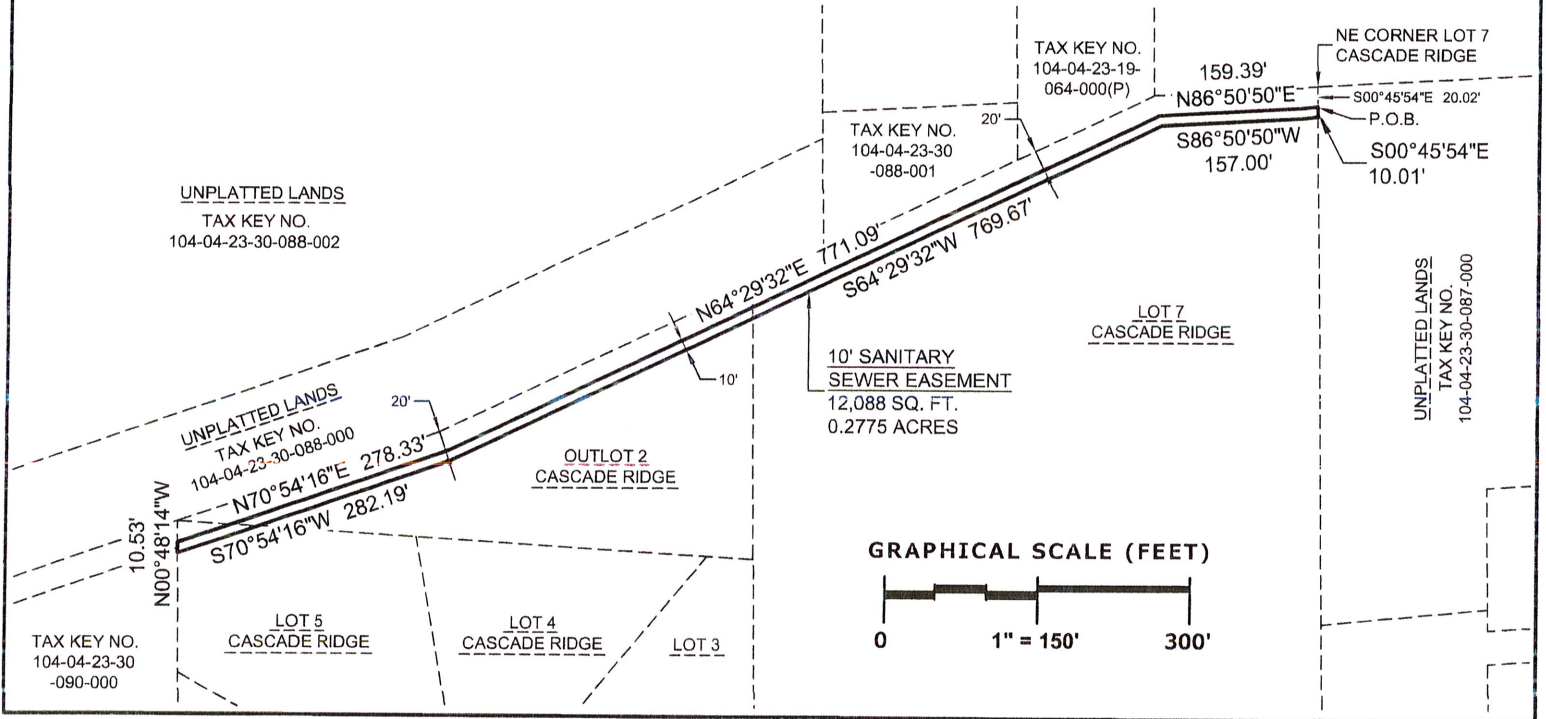 NE CORNER LOT 7
CASCADE RIDGE
TAX KEY NO.
104-04-23-19-
064-000(P)
159.39'
N86°50'50"E
S00°45'54"E 20.02'
P.O.B.
S86°50'50"W
157.00'
S00°45'54"E
10.01'
20'
TAX KEY NO.
104-04-23-30
-088-001
UNPLATTED LANDS
TAX KEY NO.
104-04-23-30-088-002
N64°29'32"E 771.09'
S64°29'32"W 769.67'
LOT 7
CASCADE RIDGE
UNPLATTED LANDS
TAX KEY NO.
104-04-23-30-087-000
10'
10' SANITARY
SEWER EASEMENT
12,088 SQ. FT.
0.2775 ACRES
20'
UNPLATTED LANDS
TAX KEY NO.
104-04-23-30-088-000
N70°54'16"E 278.33'
S70°54'16"W 282.19'
OUTLOT 2
CASCADE RIDGE
10.53'
N00°48'14"W
GRAPHICAL SCALE (FEET)
0 1" = 150' 300'
LOT 5
CASCADE RIDGE
LOT 4
CASCADE RIDGE
LOT 3
TAX KEY NO.
104-04-23-30
-090-000